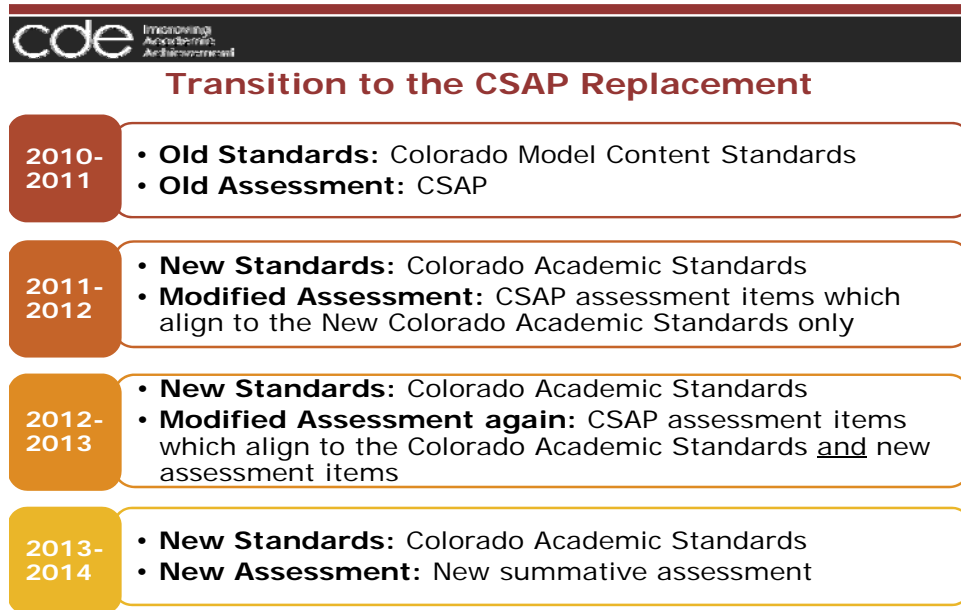 cde Improving
Academic
Achievement
Transition to the CSAP Replacement
2010-
2011
• Old Standards: Colorado Model Content Standards
• Old Assessment: CSAP
2011-
2012
• New Standards: Colorado Academic Standards
• Modified Assessment: CSAP assessment items which
align to the New Colorado Academic Standards only
2012-
2013
• New Standards: Colorado Academic Standards
• Modified Assessment again: CSAP assessment items
which align to the Colorado Academic Standards and new
assessment items
2013-
2014
• New Standards: Colorado Academic Standards
• New Assessment: New summative assessment